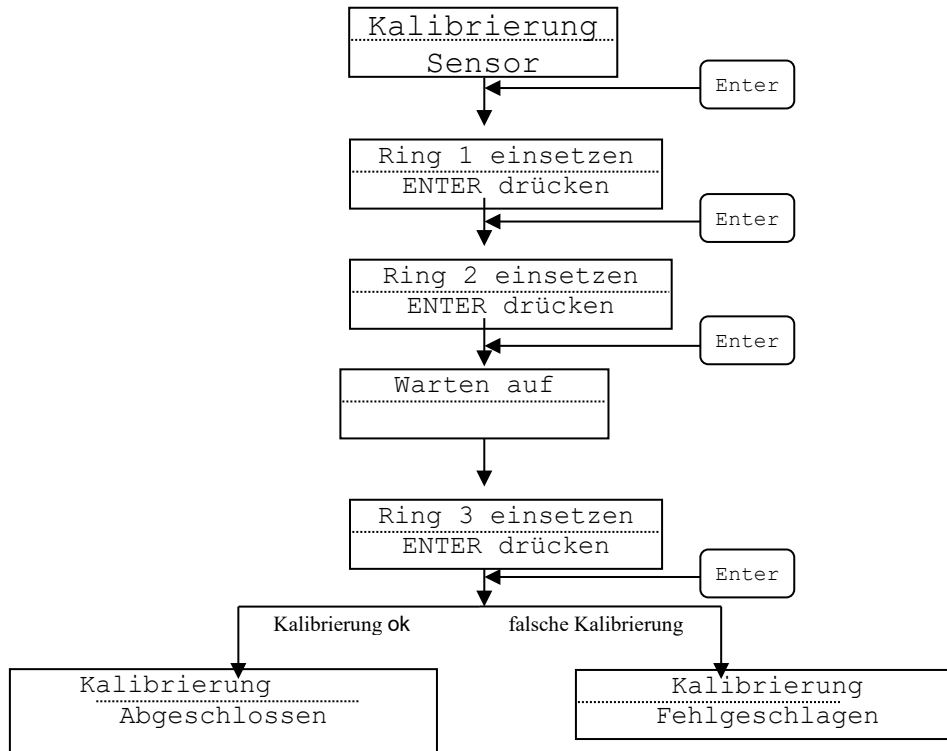 Kalibrierung
Sensor
Enter
Ring 1 einsetzen
ENTER drücken
Enter
Ring 2 einsetzen
ENTER drücken
Enter
Warten auf
Ring 3 einsetzen
ENTER drücken
Enter
Kalibrierung ok
falsche Kalibrierung
Kalibrierung
Abgeschlossen
Kalibrierung
Fehlgeschlagen